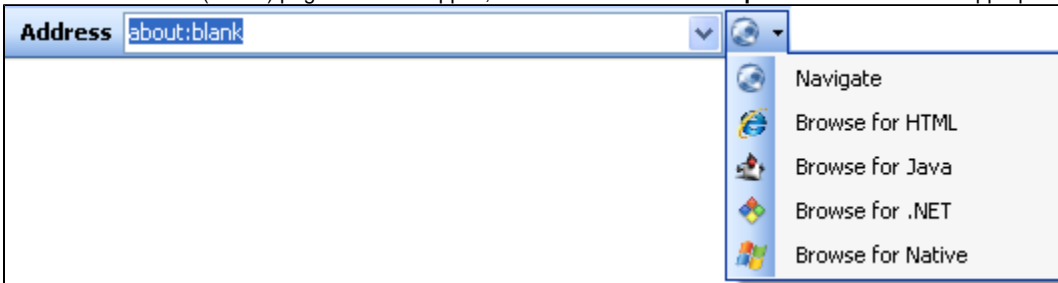 Address about:blank
Navigate
Browse for HTML
Browse for Java
Browse for .NET
Browse for Native